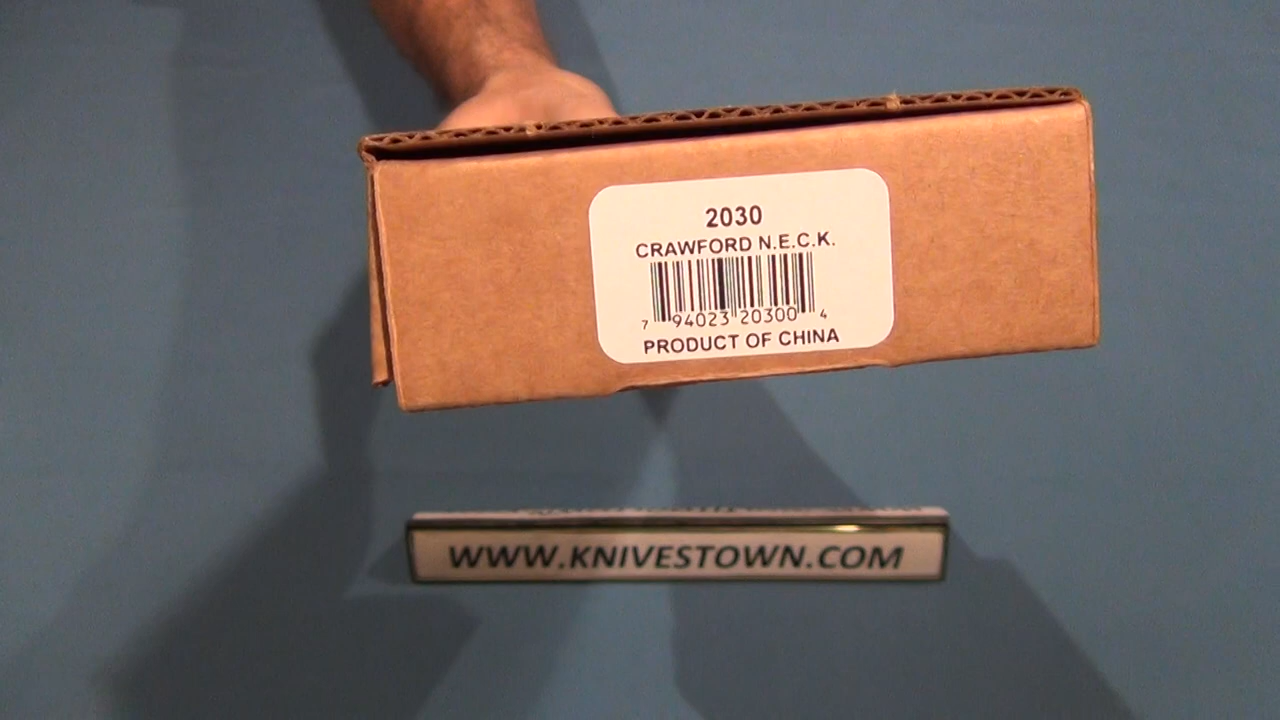 2030
CRAWFORD N.E.C.K.
7 94023 20300 4
PRODUCT OF CHINA
WWW.KNIVESTOWN.COM